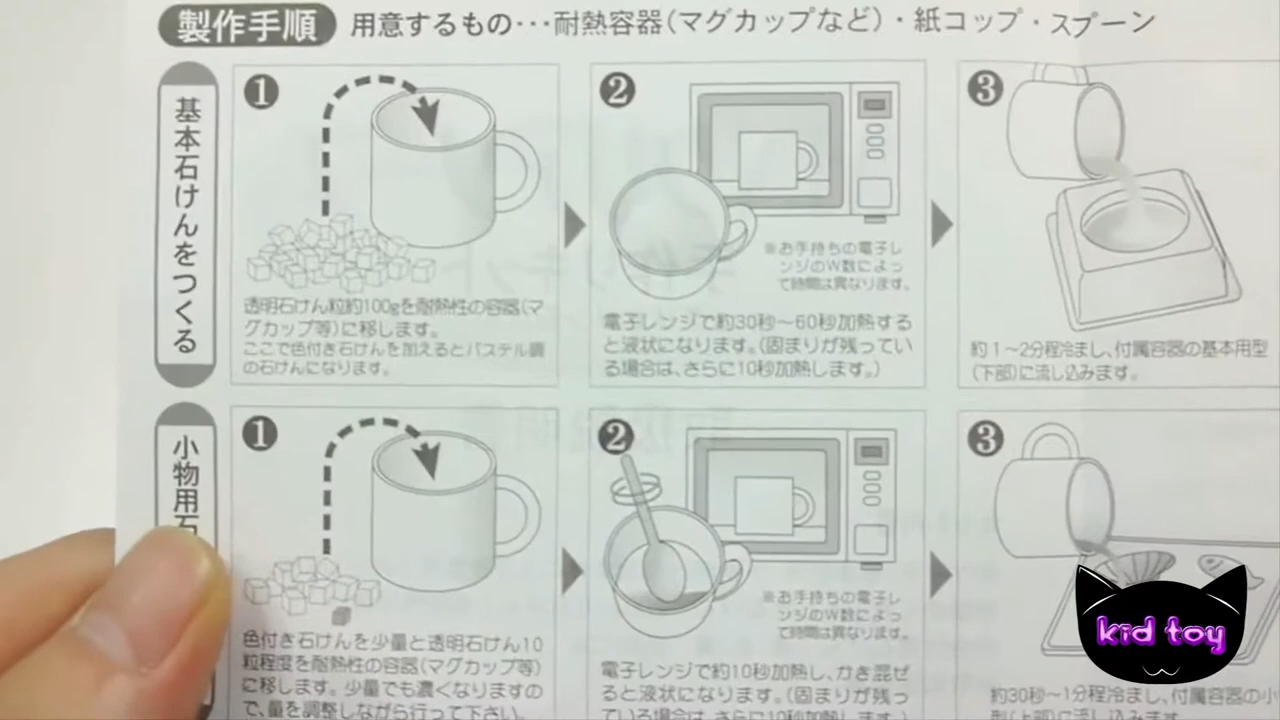 製作手順 用意するもの…耐熱容器(マグカップなど)・紙コップ・スプーン
基本石けんをつくる
1
透明石けん粒約100gを耐熱性の容器(マ
グカップ等)に移します。
ここで色付き石けんを加えるとパステル調
の石けんになります。
2
※お手持ちの電子レ
ンジのW数によっ
て時間は異なります。
電子レンジで約30秒～60秒加熱する
と液状になります。(固まりが残ってい
る場合は、さらに10秒加熱します。)
3
約1～2分程冷まし、付属容器の基本用型
(下部)に流し込みます。
小物用石
1
色付き石けんを少量と透明石けん10
粒程度を耐熱性の容器(マグカップ等)
に移します。少量でも濃くなりますの
で、量を調整しながら行って下さい。
2
※お手持ちの電子レ
ンジのW数によっ
て時間は異なります。
電子レンジで約10秒加熱し、かき混ぜ
ると液状になります。(固まりが残っ
ている場合は、さらに10秒加熱します。)
3
約30秒～1分程冷まし、付属容器の小
型(上部)に流し込みます
kid toy